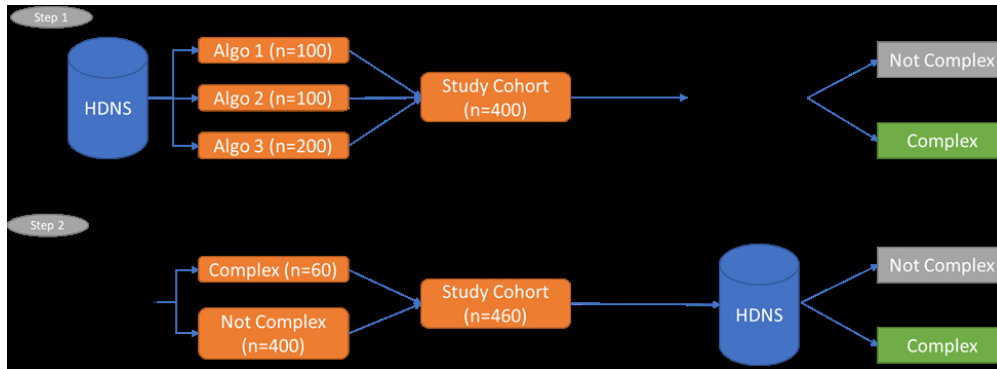 Step 1
HDNS
Algo 1 (n=100)
Algo 2 (n=100)
Algo 3 (n=200)
Study Cohort
(n=400)
Not Complex
Complex
Step 2
Complex (n=60)
Not Complex
(n=400)
Study Cohort
(n=460)
HDNS
Not Complex
Complex